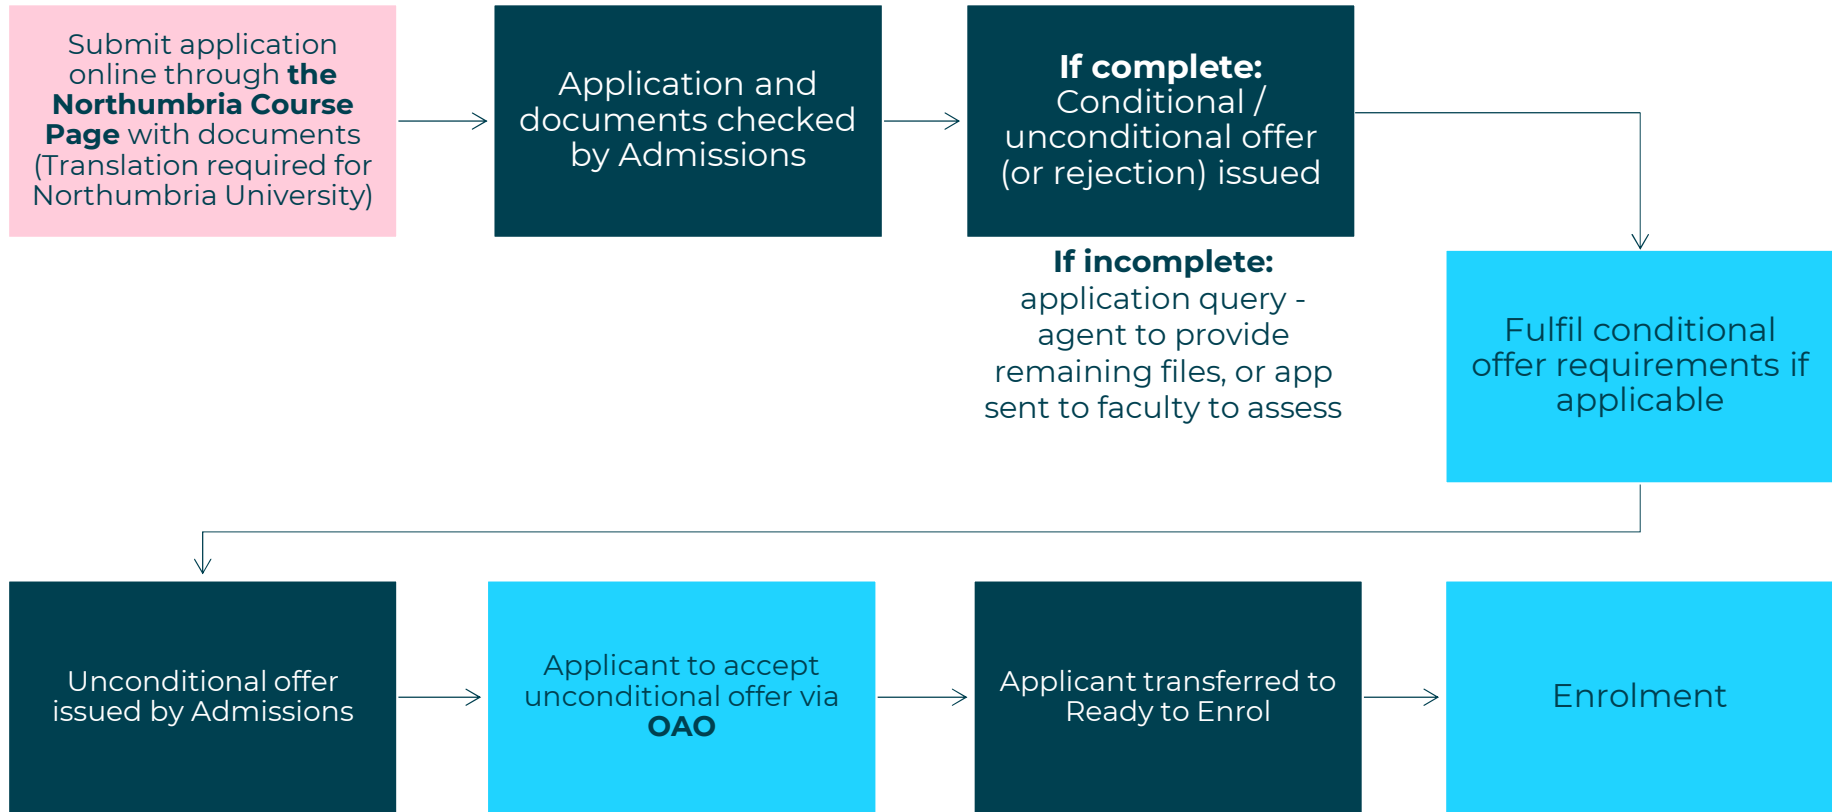 Submit application
online through the
Northumbria Course
Page with documents
(Translation required for
Northumbria University)
Application and
documents checked
by Admissions
If complete:
Conditional /
unconditional offer
(or rejection) issued
If incomplete:
application query -
agent to provide
remaining files, or app
sent to faculty to assess
Fulfil conditional
offer requirements if
applicable
Unconditional offer
issued by Admissions
Applicant to accept
unconditional offer via
OAO
Applicant transferred to
Ready to Enrol
Enrolment